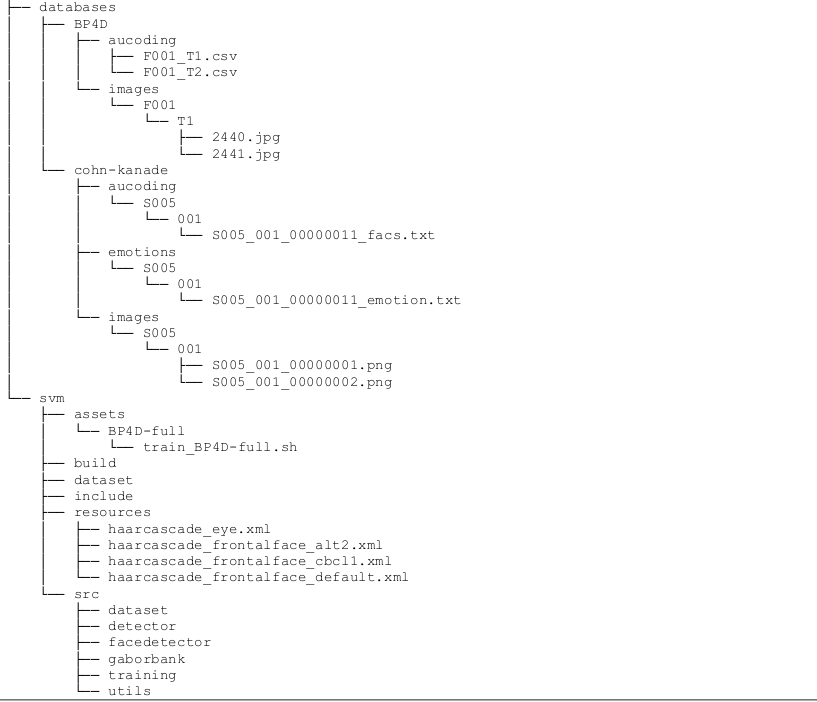 ├── databases
│   ├── BP4D
│   │   ├── aucoding
│   │   │   ├── F001_T1.csv
│   │   │   └── F001_T2.csv
│   │   └── images
│   │       └── F001
│   │           └── T1
│   │               ├── 2440.jpg
│   │               └── 2441.jpg
│   └── cohn-kanade
│       ├── aucoding
│       │   └── S005
│       │       └── 001
│       │           └── S005_001_00000011_facs.txt
│       ├── emotions
│       │   └── S005
│       │       └── 001
│       │           └── S005_001_00000011_emotion.txt
│       └── images
│           └── S005
│               └── 001
│                   ├── S005_001_00000001.png
│                   └── S005_001_00000002.png
└── svm
    ├── assets
    │   └── BP4D-full
    │       └── train_BP4D-full.sh
    ├── build
    ├── dataset
    ├── include
    ├── resources
    │   ├── haarcascade_eye.xml
    │   ├── haarcascade_frontalface_alt2.xml
    │   ├── haarcascade_frontalface_cbcl1.xml
    │   └── haarcascade_frontalface_default.xml
    └── src
        ├── dataset
        ├── detector
        ├── facedetector
        ├── gaborbank
        ├── training
        └── utils